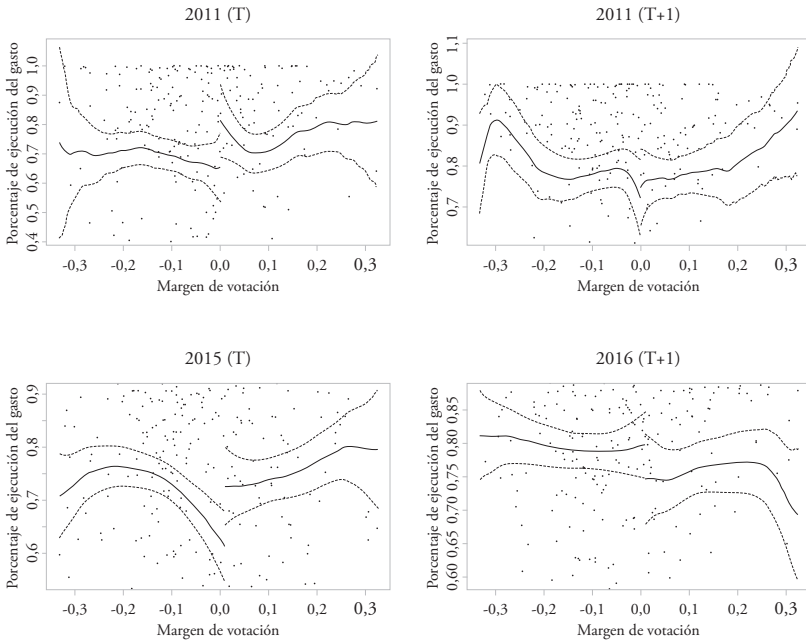 2011 (T)
Porcentaje de ejecución del gasto
0,4 0,5 0,6 0,7 0,8 0,9 1,0
-0,3 -0,2 -0,1 0,0 0,1 0,2 0,3
Margen de votación
2011 (T+1)
Porcentaje de ejecución del gasto
0,7 0,8 0,9 1,0 1,1
-0,3 -0,2 -0,1 0,0 0,1 0,2 0,3
Margen de votación
2015 (T)
Porcentaje de ejecución del gasto
0,6 0,7 0,8 0,9
-0,3 -0,2 -0,1 0,0 0,1 0,2 0,3
Margen de votación
2016 (T+1)
Porcentaje de ejecución del gasto
0,60 0,65 0,70 0,75 0,80 0,85
-0,3 -0,2 -0,1 0,0 0,1 0,2 0,3
Margen de votación